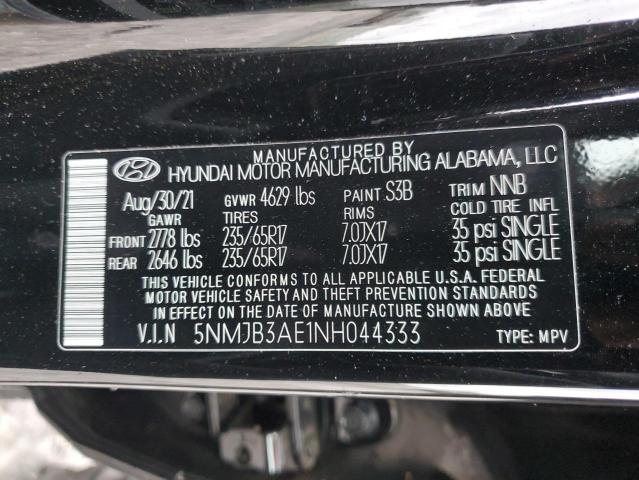 MANUFACTURED BY
HYUNDAI MOTOR MANUFACTURING ALABAMA, LLC
Aug/30/21 GVWR 4629 lbs PAINT S3B TRIM NNB
GAWR TIRES RIMS COLD TIRE INFL
FRONT 2778 lbs 235/65R17 7.0JX17 35 psi SINGLE
REAR 2646 lbs 235/65R17 7.0JX17 35 psi SINGLE
THIS VEHICLE CONFORMS TO ALL APPLICABLE U.S.A. FEDERAL
MOTOR VEHICLE SAFETY AND THEFT PREVENTION STANDARDS
IN EFFECT ON THE DATE OF MANUFACTURE SHOWN ABOVE
V.I.N 5NMJB3AE1NH044333 TYPE: MPV